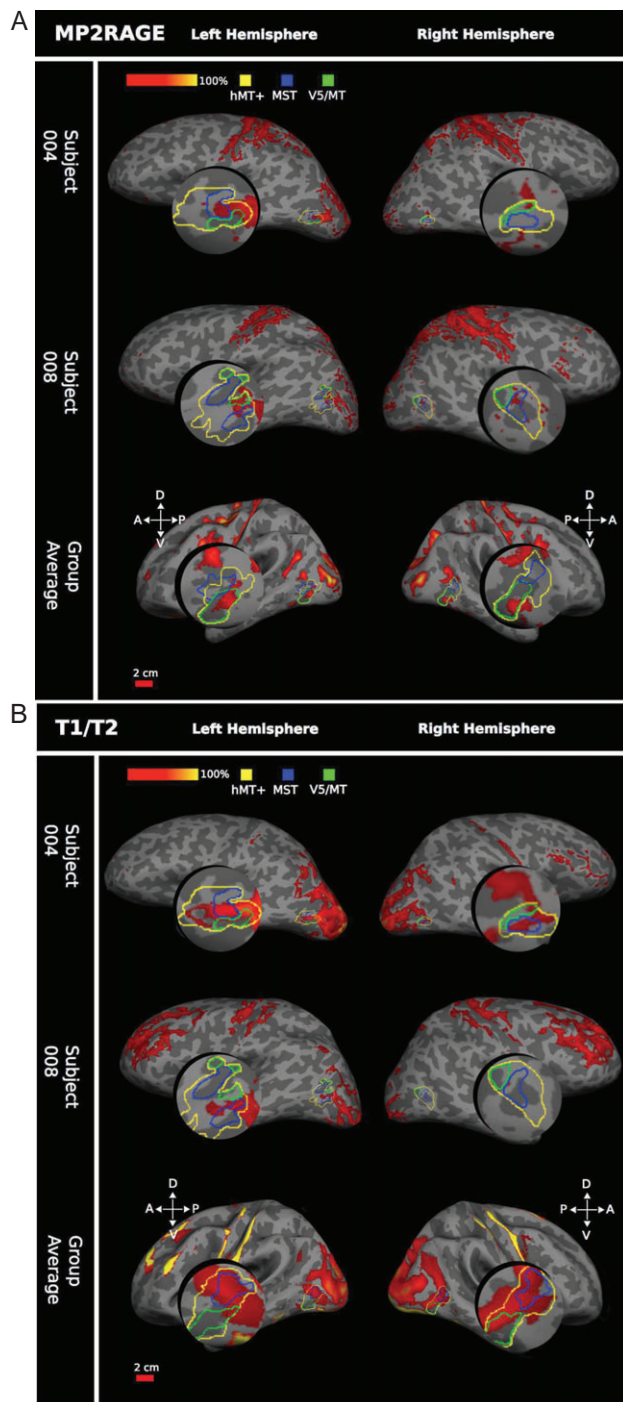 A
MP2RAGE Left Hemisphere Right Hemisphere
100% hMT+ MST V5/MT
Subject
004
Subject
008
D
A P
V
D
P A
V
Group
Average
2 cm
B
T1/T2 Left Hemisphere Right Hemisphere
100% hMT+ MST V5/MT
Subject
004
Subject
008
D
A P
V
D
P A
V
Group
Average
2 cm